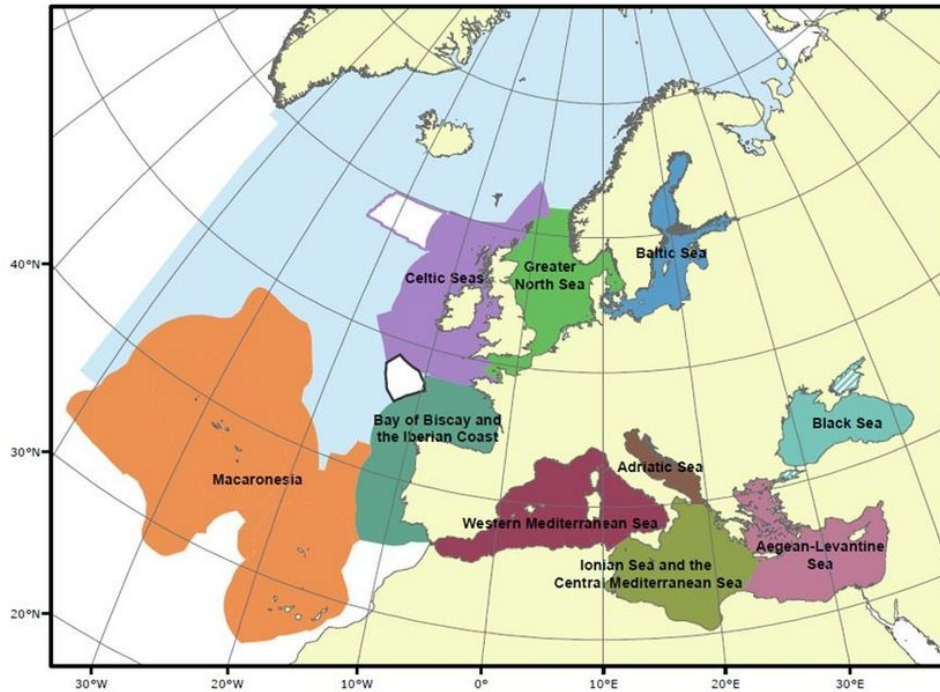 Celtic Seas
Greater
North Sea
Baltic Sea
40°N
Bay of Biscay and
the Iberian Coast
Black Sea
30°N
Macaronesia
Adriatic Sea
Western Mediterranean Sea
Aegean-Levantine
Sea
Ionian Sea and the
Central Mediterranean Sea
20°N
30°W
20°W
10°W
0°
10°E
20°E
30°E